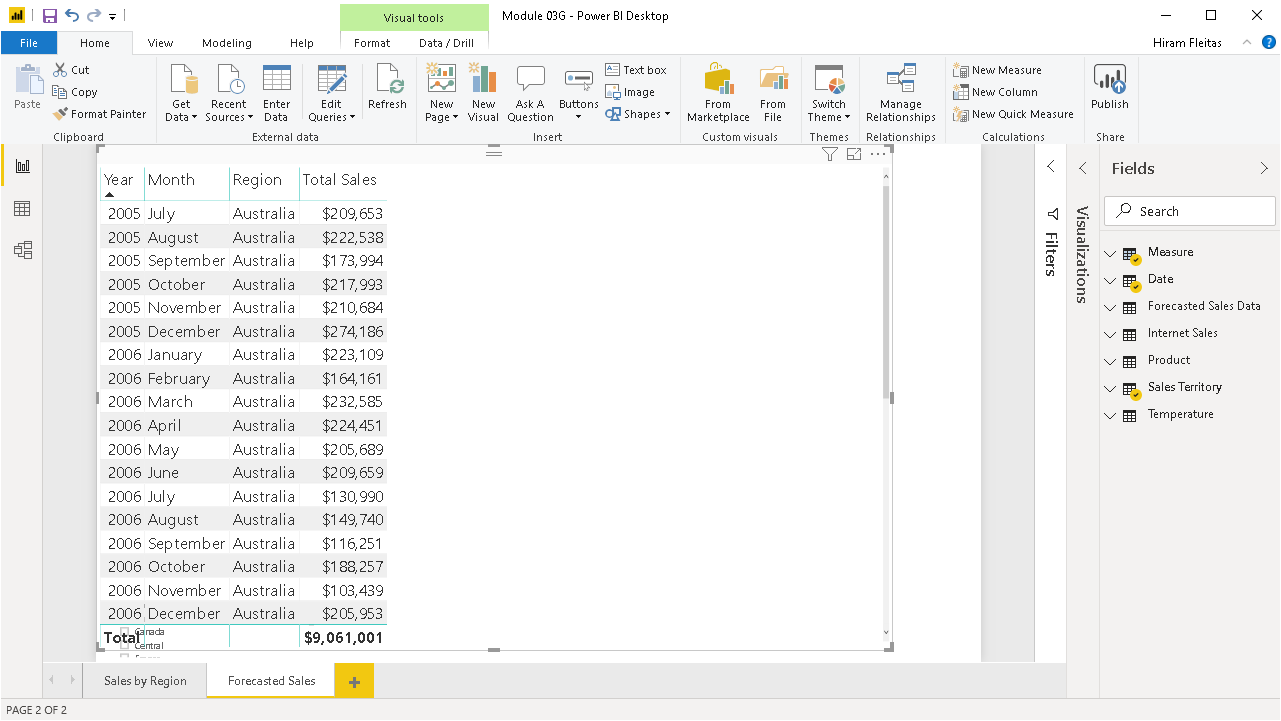 Visual tools
Module 03G - Power BI Desktop
File Home View Modeling Help Format Data / Drill Hiram Fleitas
Paste
Cut
Copy
Format Painter
Clipboard
Get Data
Recent Sources
Enter Data
Edit Queries
Refresh
External data
New Page
New Visual
Ask A Question
Buttons
Text box
Image
Shapes
Insert
From Marketplace
From File
Custom visuals
Switch Theme
Themes
Manage Relationships
Relationships
New Measure
New Column
New Quick Measure
Calculations
Publish
Share
Year Month Region Total Sales
2005 July Australia $209,653
2005 August Australia $222,538
2005 September Australia $173,994
2005 October Australia $217,993
2005 November Australia $210,684
2005 December Australia $274,186
2006 January Australia $223,109
2006 February Australia $164,161
2006 March Australia $232,585
2006 April Australia $224,451
2006 May Australia $205,689
2006 June Australia $209,659
2006 July Australia $130,990
2006 August Australia $149,740
2006 September Australia $116,251
2006 October Australia $188,257
2006 November Australia $103,439
2006 December Australia $205,953
Total $9,061,001
Canada
Central
Filters
Visualizations
Fields
Search
Measure
Date
Forecasted Sales Data
Internet Sales
Product
Sales Territory
Temperature
Sales by Region Forecasted Sales
PAGE 2 OF 2